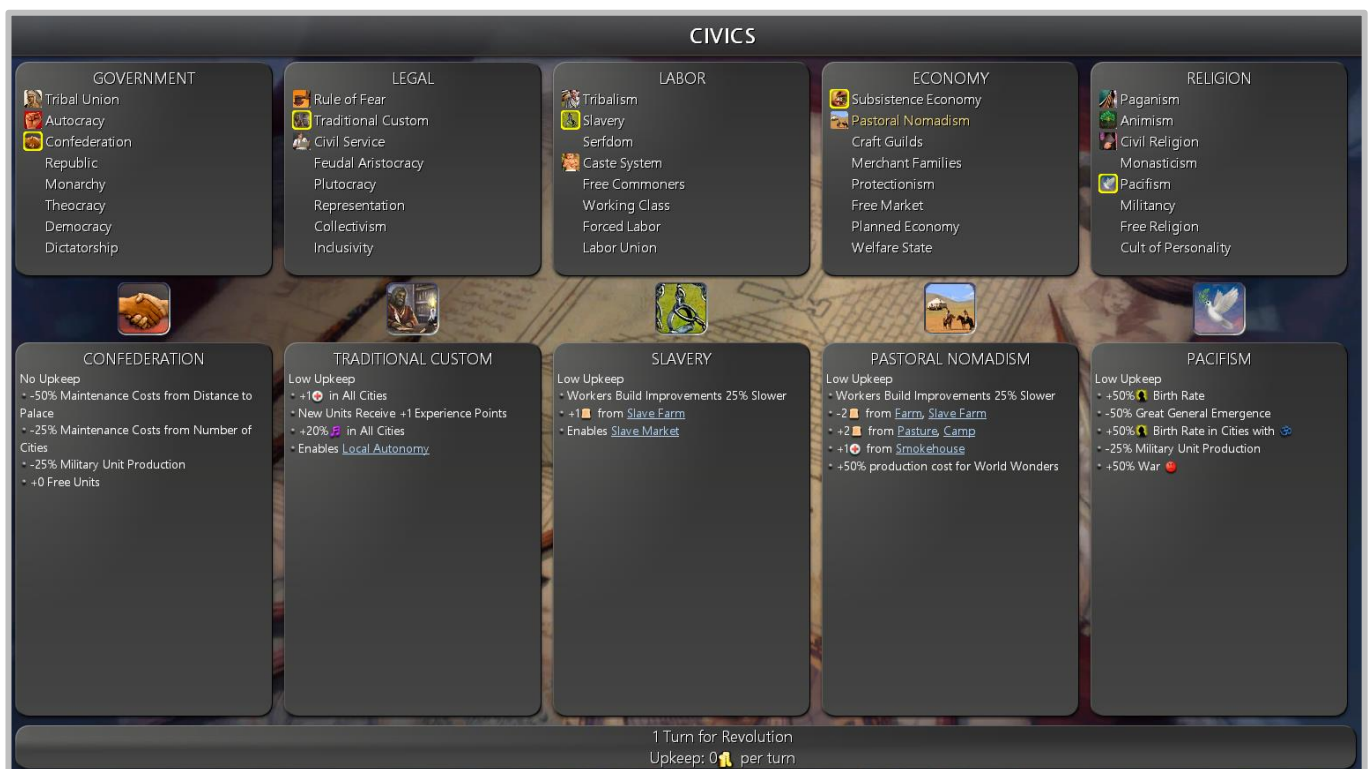 CIVICS
GOVERNMENT
Tribal Union
Autocracy
Confederation
Republic
Monarchy
Theocracy
Democracy
Dictatorship
LEGAL
Rule of Fear
Traditional Custom
Civil Service
Feudal Aristocracy
Plutocracy
Representation
Collectivism
Inclusivity
LABOR
Tribalism
Slavery
Serfdom
Caste System
Free Commoners
Working Class
Forced Labor
Labor Union
ECONOMY
Subsistence Economy
Pastoral Nomadism
Craft Guilds
Merchant Families
Protectionism
Free Market
Planned Economy
Welfare State
RELIGION
Paganism
Animism
Civil Religion
Monasticism
Pacifism
Militancy
Free Religion
Cult of Personality
CONFEDERATION
No Upkeep
• -50% Maintenance Costs from Distance to
Palace
• -25% Maintenance Costs from Number of
Cities
• -25% Military Unit Production
• +0 Free Units
TRADITIONAL CUSTOM
Low Upkeep
• +1 in All Cities
• New Units Receive +1 Experience Points
• +20% in All Cities
• Enables Local Autonomy
SLAVERY
Low Upkeep
• Workers Build Improvements 25% Slower
• +1 from Slave Farm
• Enables Slave Market
PASTORAL NOMADISM
Low Upkeep
• Workers Build Improvements 25% Slower
• -2 from Farm, Slave Farm
• +2 from Pasture, Camp
• +1 from Smokehouse
• +50% production cost for World Wonders
PACIFISM
Low Upkeep
• +50% Birth Rate
• -50% Great General Emergence
• +50% Birth Rate in Cities with ॐ
• -25% Military Unit Production
• +50% War
1 Turn for Revolution
Upkeep: 0 per turn